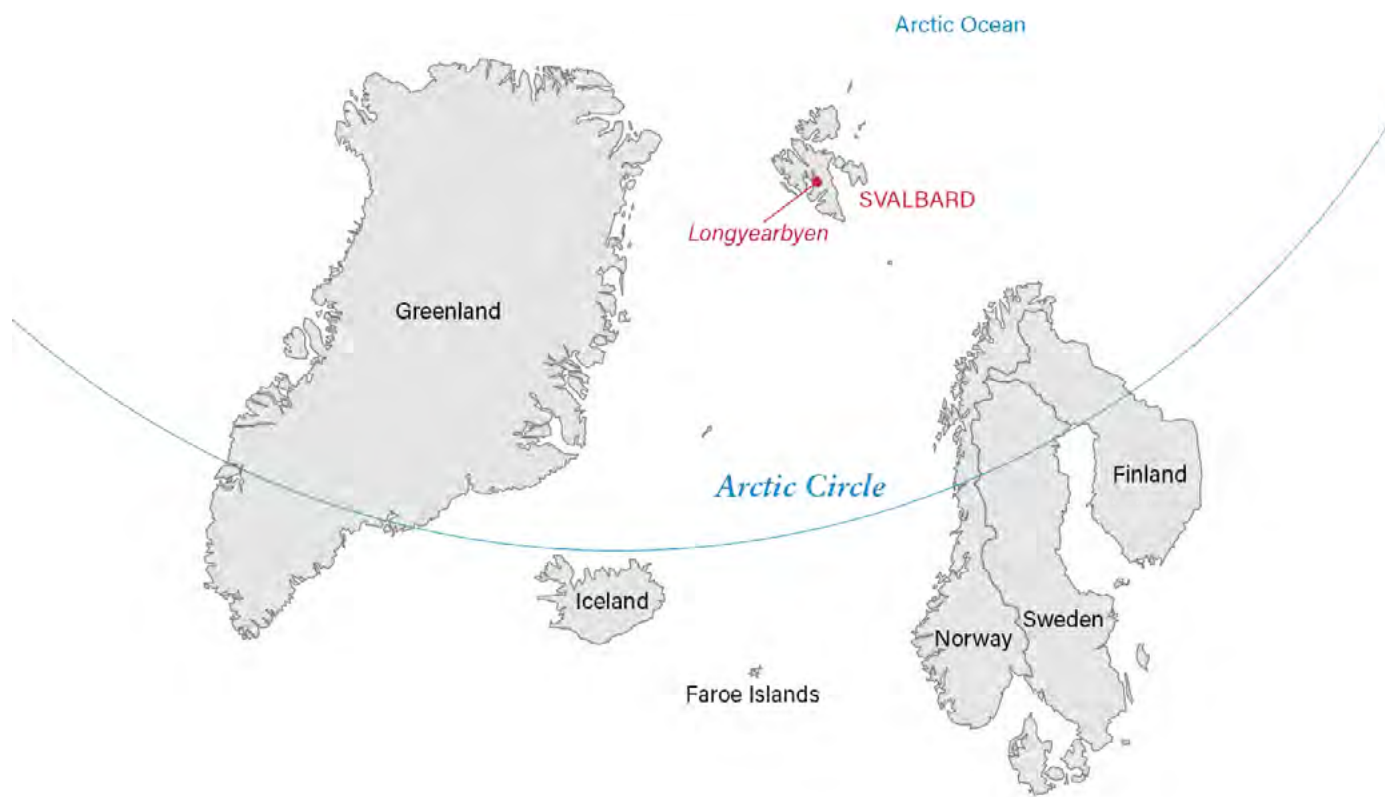 Arctic Ocean
SVALBARD
Longyearbyen
Greenland
Arctic Circle
Finland
Iceland
Sweden
Norway
Faroe Islands